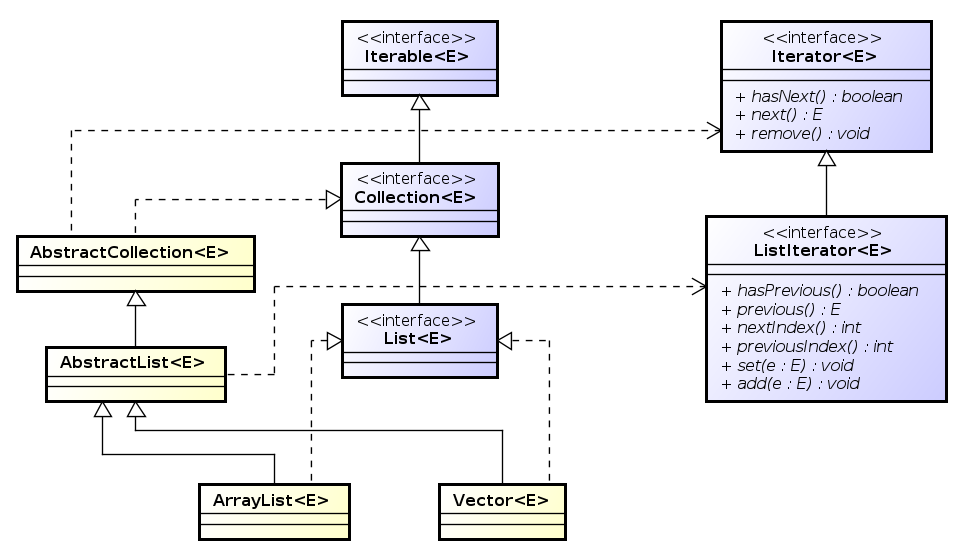 <<interface>>
Iterable<E>
<<interface>>
Iterator<E>
+ hasNext() : boolean
+ next() : E
+ remove() : void
<<interface>>
Collection<E>
AbstractCollection<E>
<<interface>>
ListIterator<E>
+ hasPrevious() : boolean
+ previous() : E
+ nextIndex() : int
+ previousIndex() : int
+ set(e : E) : void
+ add(e : E) : void
<<interface>>
List<E>
AbstractList<E>
ArrayList<E>
Vector<E>